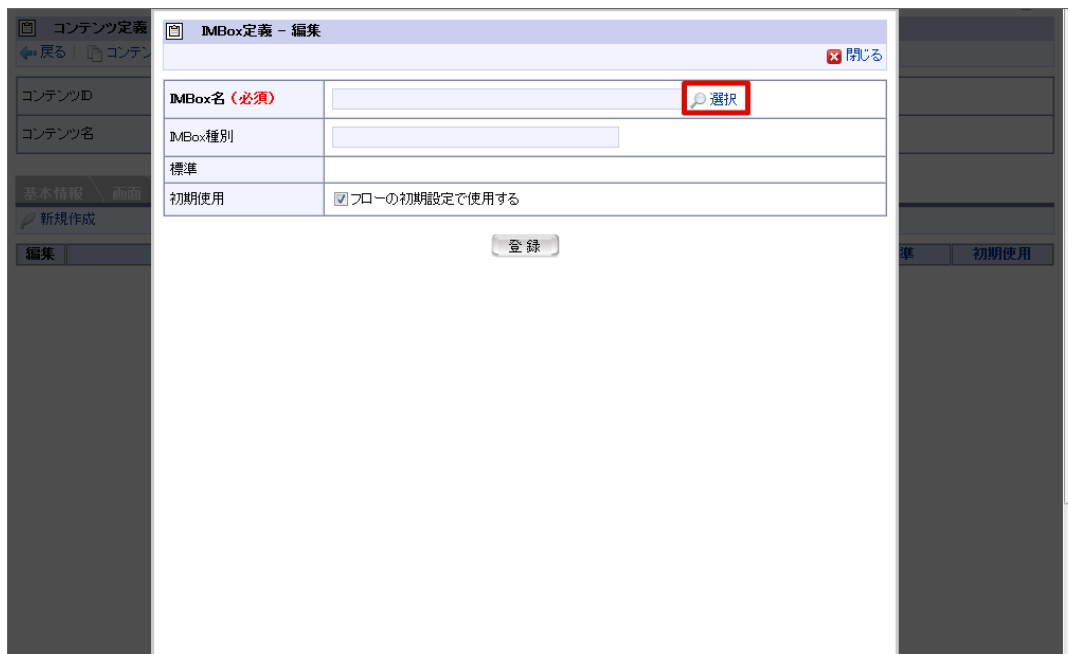 コンテンツ定義
戻る
コンテン
コンテンツID
コンテンツ名
基本情報
画面
新規作成
編集
準
初期使用
IMBox定義 - 編集
閉じる
IMBox名（必須）
選択
IMBox種別
標準
初期使用
フローの初期設定で使用する
登録